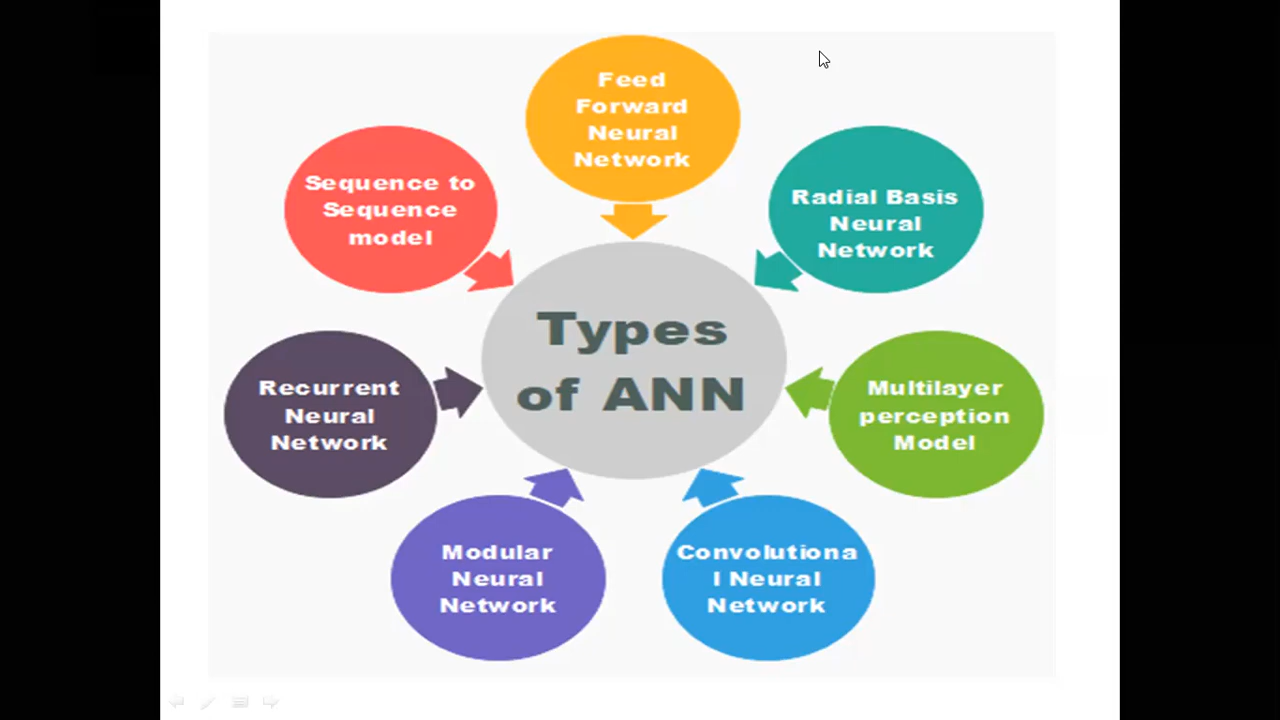 Feed
Forward
Neural
Network
Sequence to
Sequence
model
Radial Basis
Neural
Network
Types
of ANN
Recurrent
Neural
Network
Multilayer
perception
Model
Modular
Neural
Network
Convolutiona
l Neural
Network